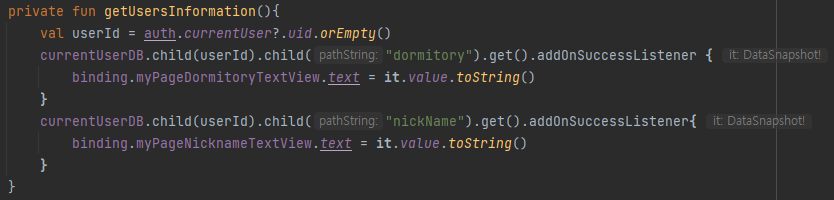 private fun getUsersInformation(){
val userId = auth.currentUser?.uid.orEmpty()
currentUserDB.child(userId).child( pathString: "dormitory").get().addOnSuccessListener { it: DataSnapshot!
binding.myPageDormitoryTextView.text = it.value.toString()
}
currentUserDB.child(userId).child( pathString: "nickName").get().addOnSuccessListener{ it: DataSnapshot!
binding.myPageNicknameTextView.text = it.value.toString()
}
}